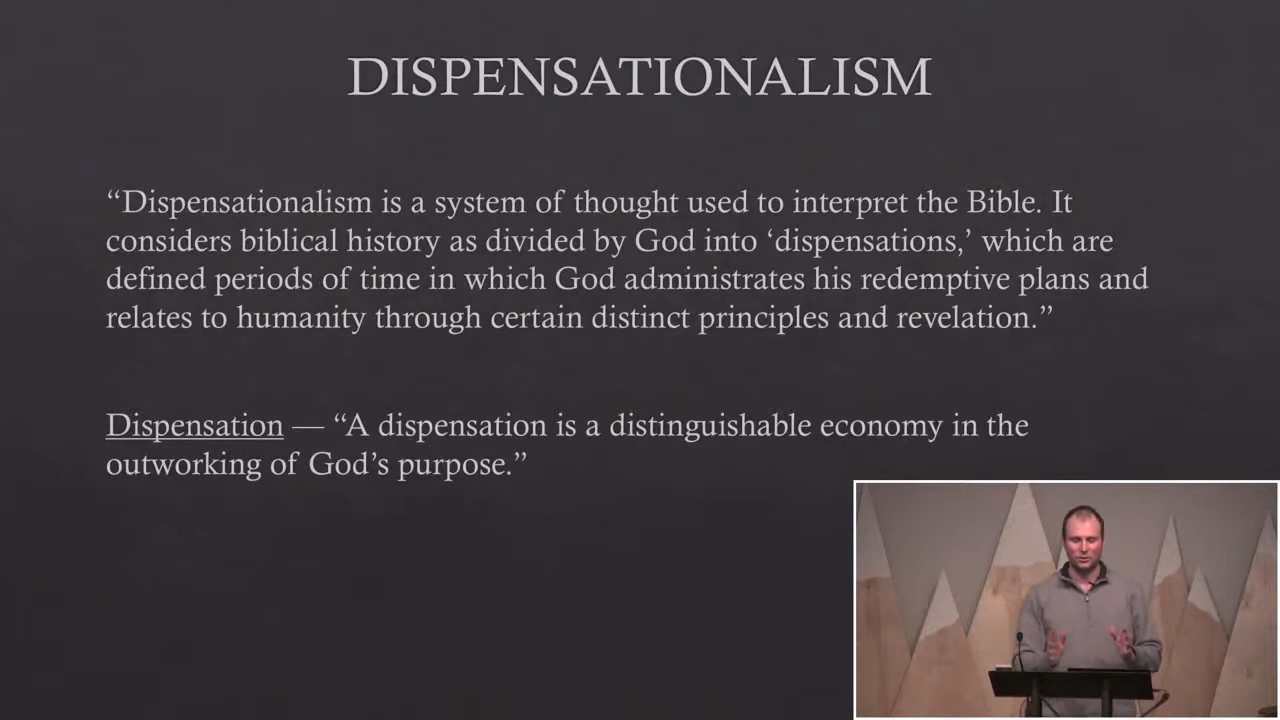 DISPENSATIONALISM
“Dispensationalism is a system of thought used to interpret the Bible. It
considers biblical history as divided by God into ‘dispensations,’ which are
defined periods of time in which God administrates his redemptive plans and
relates to humanity through certain distinct principles and revelation.”
Dispensation — “A dispensation is a distinguishable economy in the
outworking of God’s purpose.”